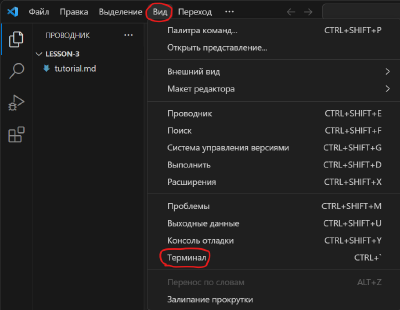 Файл Правка Выделение Вид Переход ...
ПРОВОДНИК ...
LESSON-3
tutorial.md
Палитра команд... CTRL+SHIFT+P
Открыть представление...
Внешний вид
Макет редактора
Проводник CTRL+SHIFT+E
Поиск CTRL+SHIFT+F
Система управления версиями CTRL+SHIFT+G
Выполнить CTRL+SHIFT+D
Расширения CTRL+SHIFT+X
Проблемы CTRL+SHIFT+M
Выходные данные CTRL+SHIFT+U
Консоль отладки CTRL+SHIFT+Y
Терминал CTRL+`
Перенос по словам ALT+Z
Залипание прокрутки